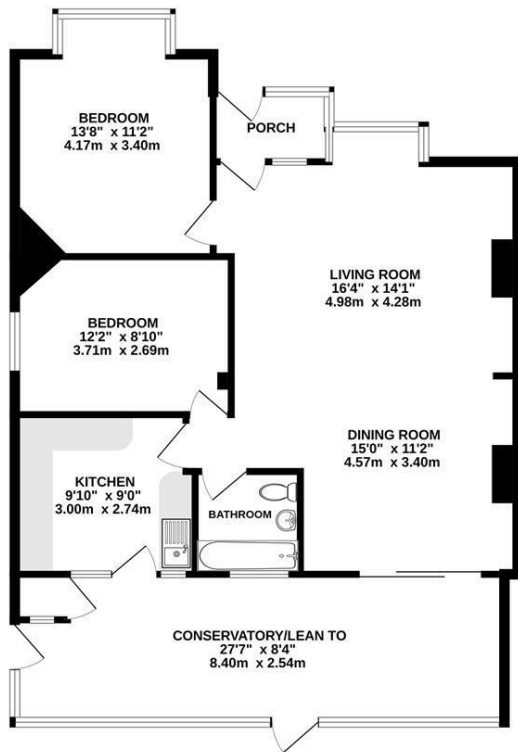 BEDROOM
13'8" x 11'2"
4.17m x 3.40m
PORCH
LIVING ROOM
16'4" x 14'1"
4.98m x 4.28m
BEDROOM
12'2" x 8'10"
3.71m x 2.69m
DINING ROOM
15'0" x 11'2"
4.57m x 3.40m
KITCHEN
9'10" x 9'0"
3.00m x 2.74m
BATHROOM
CONSERVATORY/LEAN TO
27'7" x 8'4"
8.40m x 2.54m